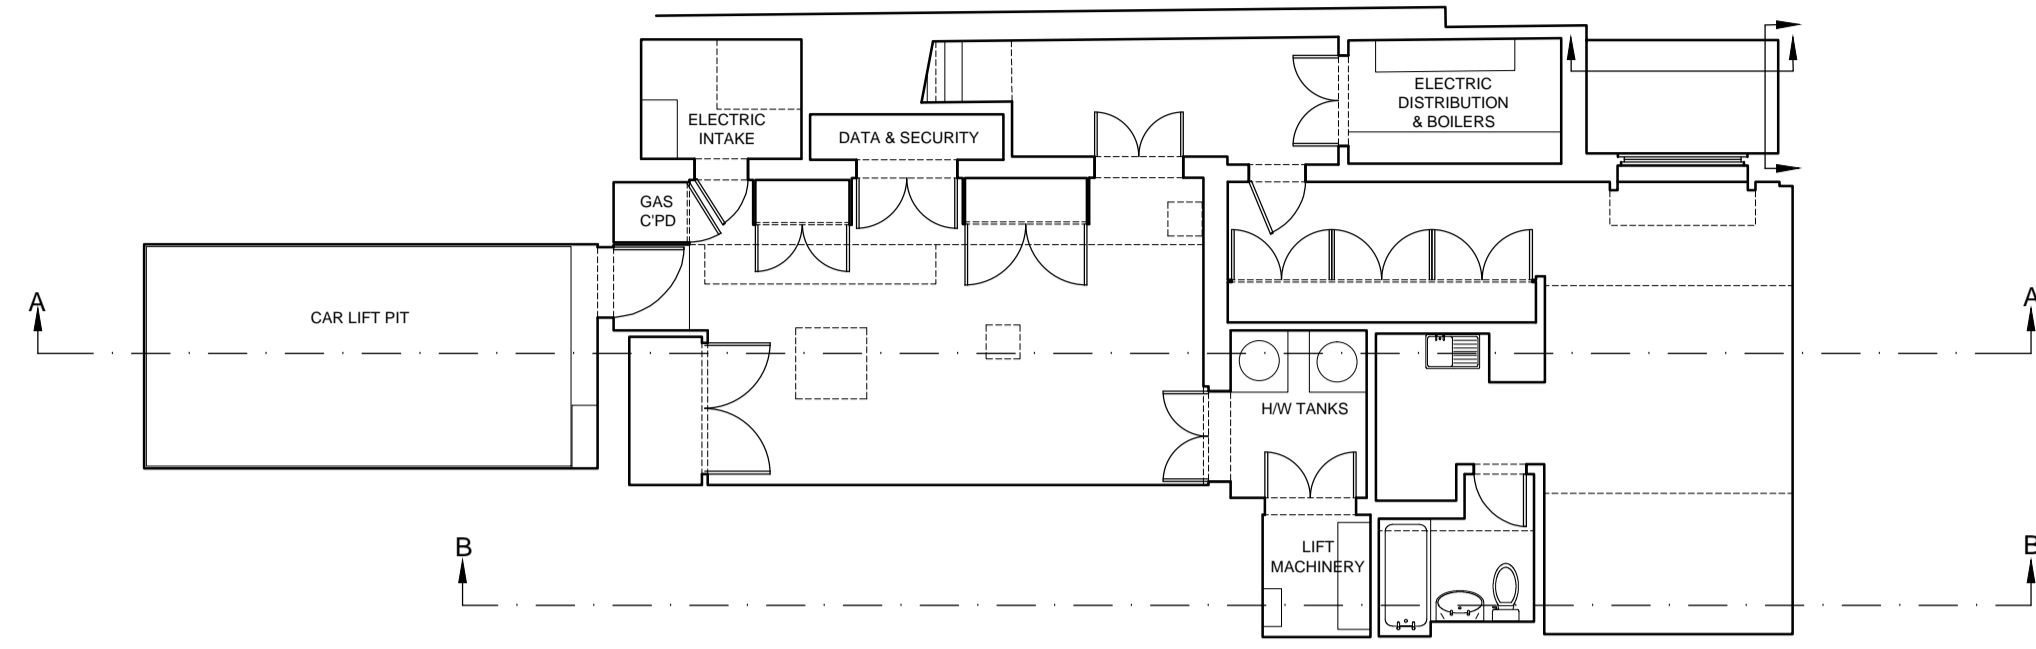 ELECTRIC
INTAKE
DATA & SECURITY
ELECTRIC
DISTRIBUTION
& BOILERS
GAS
C'PD
A
CAR LIFT PIT
A
H/W TANKS
B
LIFT
MACHINERY
B